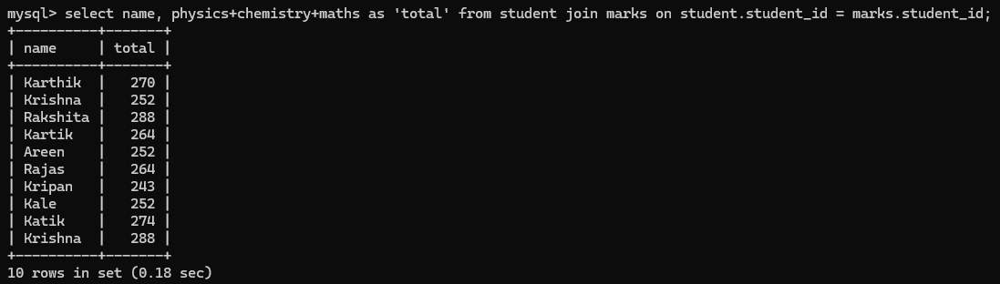 mysql> select name, physics+chemistry+maths as 'total' from student join marks on student.student_id = marks.student_id;
+----------+-------+
| name     | total |
+----------+-------+
| Karthik  |   270 |
| Krishna  |   252 |
| Rakshita |   288 |
| Kartik   |   264 |
| Areen    |   252 |
| Rajas    |   264 |
| Kripan   |   243 |
| Kale     |   252 |
| Katik    |   274 |
| Krishna  |   288 |
+----------+-------+
10 rows in set (0.18 sec)